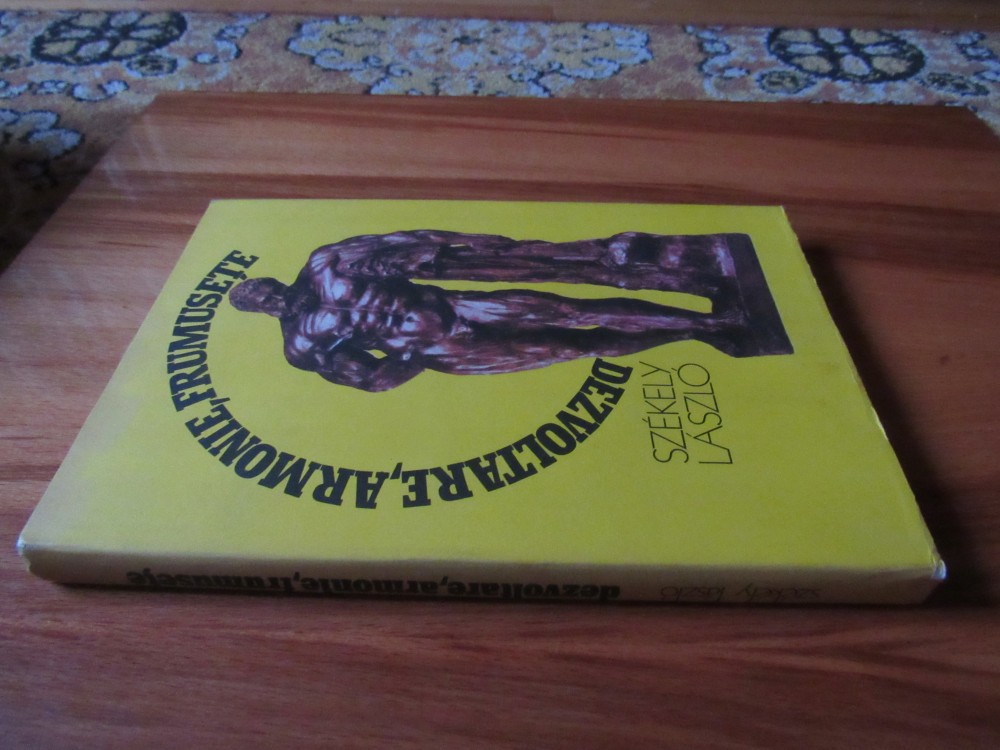 DEZVOLTARE, ARMONIE, FRUMUSEȚE
SZÉKELY
LÁSZLÓ
székely lászló
dezvoltare, armonie, frumusețe